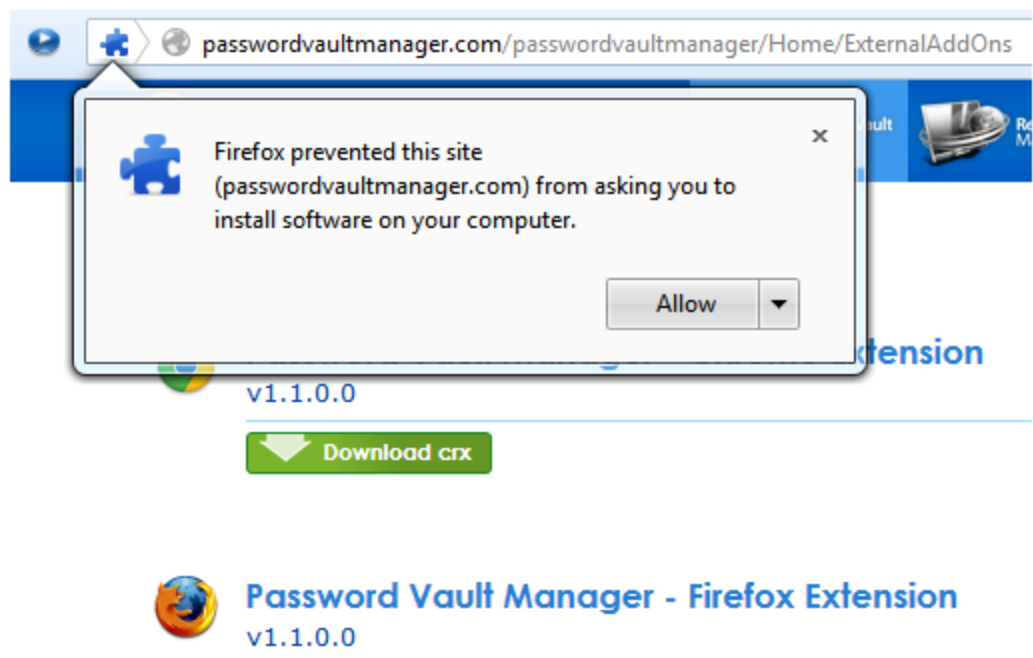 passwordvaultmanager.com/passwordvaultmanager/Home/ExternalAddOns
Firefox prevented this site
(passwordvaultmanager.com) from asking you to
install software on your computer.
x
Allow
v1.1.0.0
Download crx
Password Vault Manager - Firefox Extension
v1.1.0.0